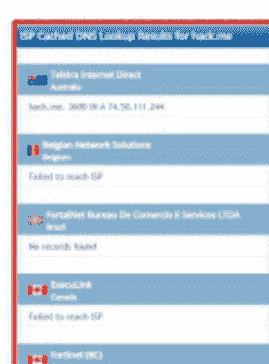 ISP Cached DNS Lookup Results for hack.me
Telstra Internet Direct
Australia
hack.me. 3600 IN A 74.50.111.244
Belgian Network Solutions
Belgium
Failed to reach ISP
FortalNet Bureau De Comercio E Servicos LTDA
Brazil
No records found
ExecuLink
Canada
Failed to reach ISP
Fortinet (BC)